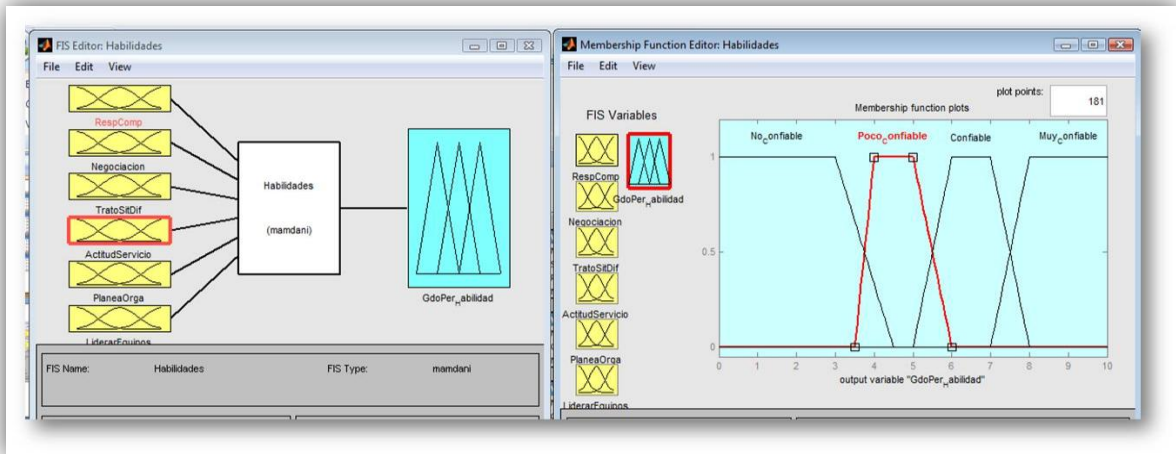 FIS Editor: Habilidades
File Edit View
RespComp
Negociacion
TratoSitDif
ActitudServicio
PlaneaOrga
LiderarEquipos
Habilidades
(mamdani)
GdoPer_Habilidad
FIS Name: Habilidades FIS Type: mamdani
Membership Function Editor: Habilidades
File Edit View
FIS Variables
RespComp
GdoPer_Habilidad
Negociacion
TratoSitDif
ActitudServicio
PlaneaOrga
LiderarEquipos
plot points: 181
Membership function plots
No_Confiable Poco_Confiable Confiable Muy_Confiable
1
0.5
0
0 1 2 3 4 5 6 7 8 9 10
output variable "GdoPer_Habilidad"